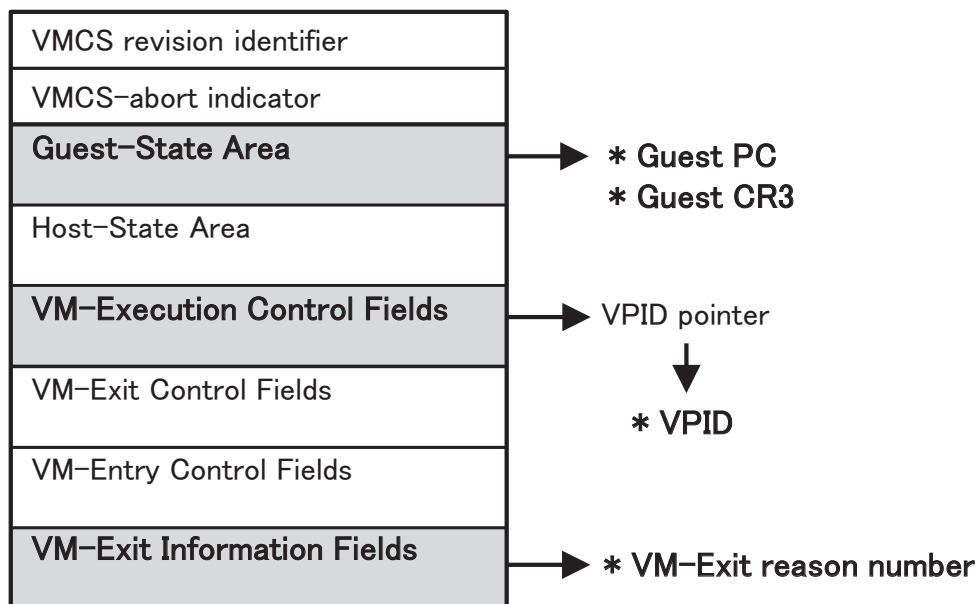 VMCS revision identifier
VMCS-abort indicator
Guest-State Area
* Guest PC
* Guest CR3
Host-State Area
VM-Execution Control Fields
VPID pointer
* VPID
VM-Exit Control Fields
VM-Entry Control Fields
VM-Exit Information Fields
* VM-Exit reason number